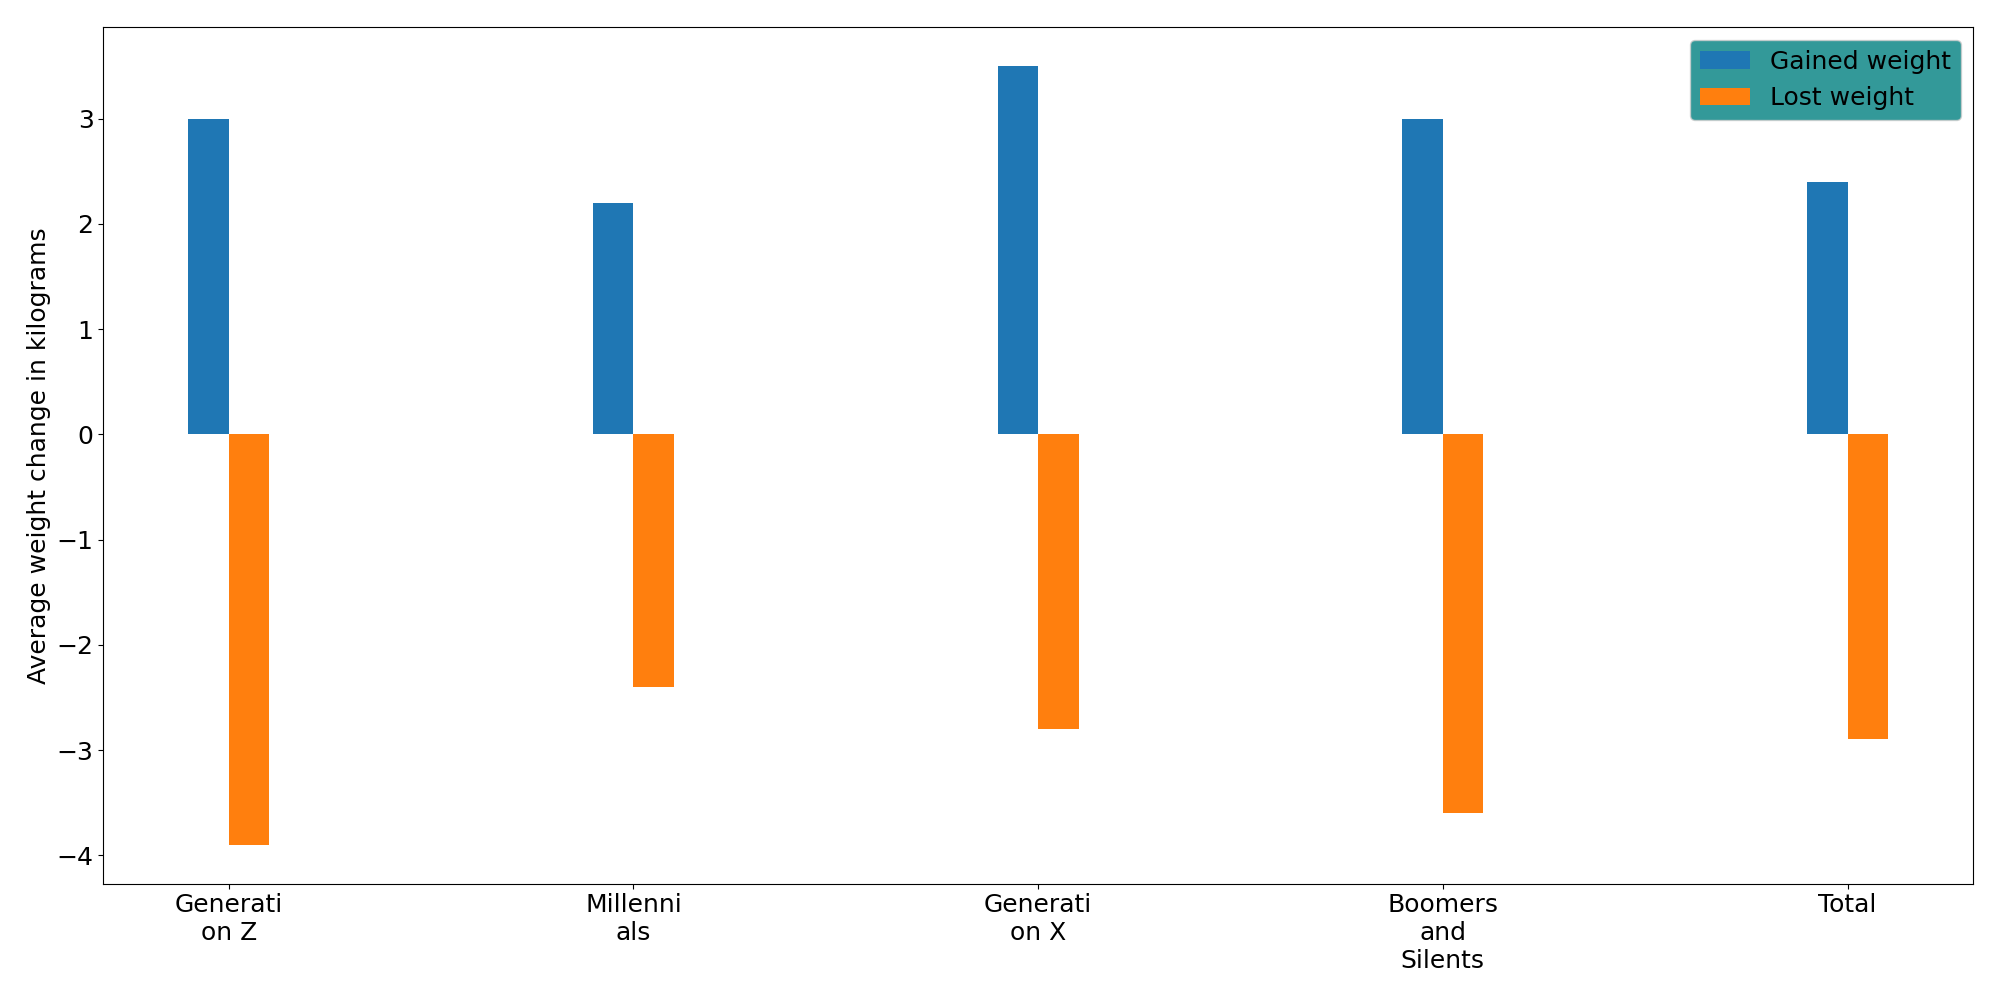 Gained weight
Lost weight
Average weight change in kilograms
3
2
1
0
−1
−2
−3
−4
Generati
on Z
Millenni
als
Generati
on X
Boomers
and
Silents
Total